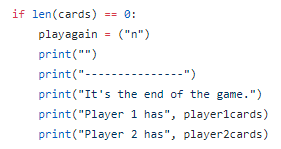 if len(cards) == 0:
    playagain = ("n")
    print("")
    print("---------------")
    print("It's the end of the game.")
    print("Player 1 has", player1cards)
    print("Player 2 has", player2cards)